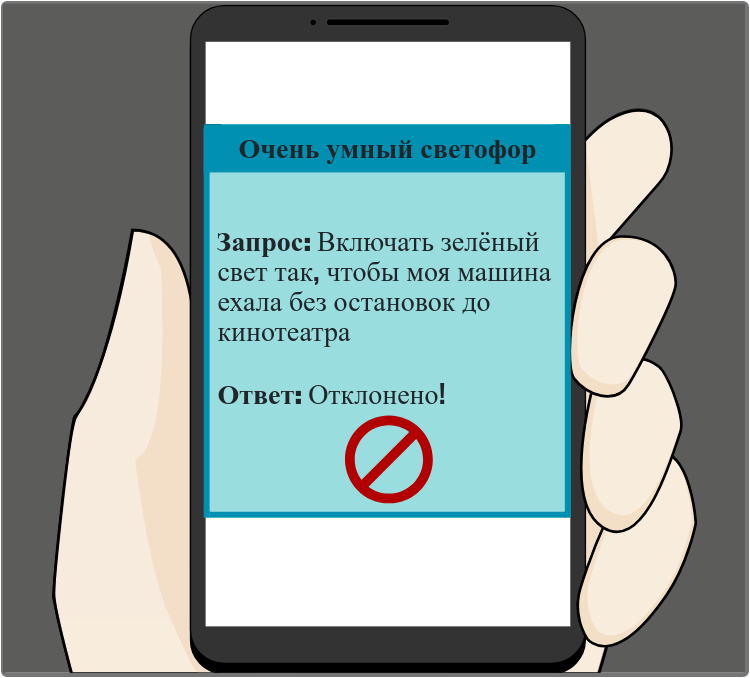 Очень умный светофор
Запрос: Включать зелёный
свет так, чтобы моя машина
ехала без остановок до
кинотеатра
Ответ: Отклонено!